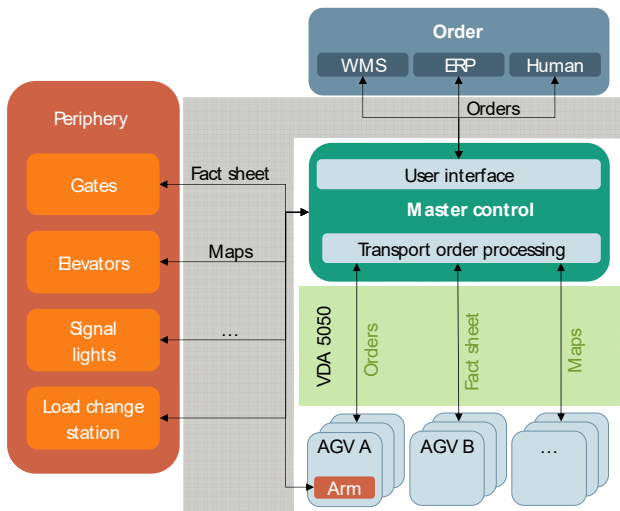 Order
WMS
ERP
Human
Orders
Periphery
Gates
Elevators
Signal
lights
Load change
station
Fact sheet
Maps
...
User interface
Master control
Transport order processing
VDA 5050
Orders
Fact sheet
Maps
AGV A
Arm
AGV B
...